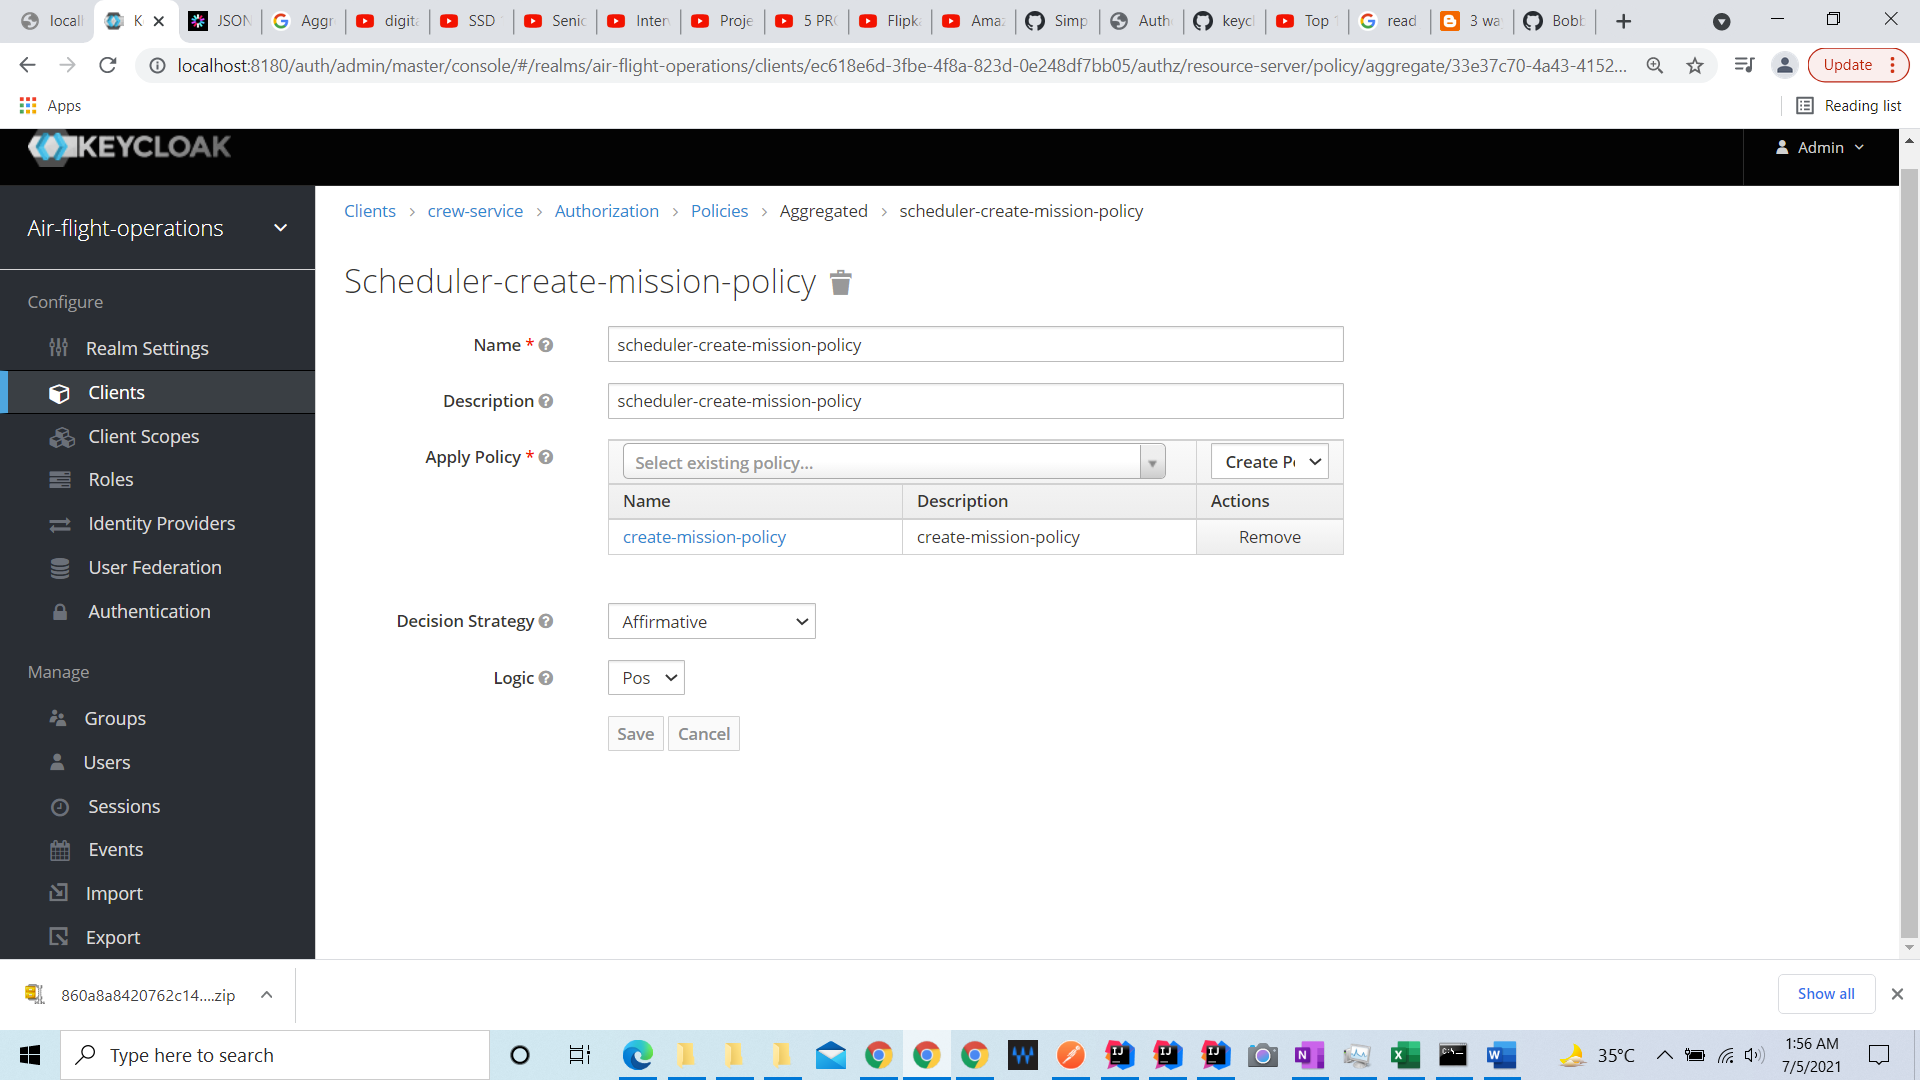 locall
K
JSON
Aggr
digita
SSD
Senic
Inter
Proje
5 PRO
Flipka
Amaz
Simp
Auth
keycl
Top 1
read
3 wa
Bobb
localhost:8180/auth/admin/master/console/#/realms/air-flight-operations/clients/ec618e6d-3fbe-4f8a-823d-0e248df7bb05/authz/resource-server/policy/aggregate/33e37c70-4a43-4152...
Update
Apps
Reading list
KEYCLOAK
Admin
Air-flight-operations
Configure
Realm Settings
Clients
Client Scopes
Roles
Identity Providers
User Federation
Authentication
Manage
Groups
Users
Sessions
Events
Import
Export
Clients > crew-service > Authorization > Policies > Aggregated > scheduler-create-mission-policy
Scheduler-create-mission-policy
Name * scheduler-create-mission-policy
Description scheduler-create-mission-policy
Apply Policy * Select existing policy... Create Po
Name Description Actions
create-mission-policy create-mission-policy Remove
Decision Strategy Affirmative
Logic Pos
Save Cancel
860a8a8420762c14....zip
Show all
Type here to search
35°C
1:56 AM
7/5/2021